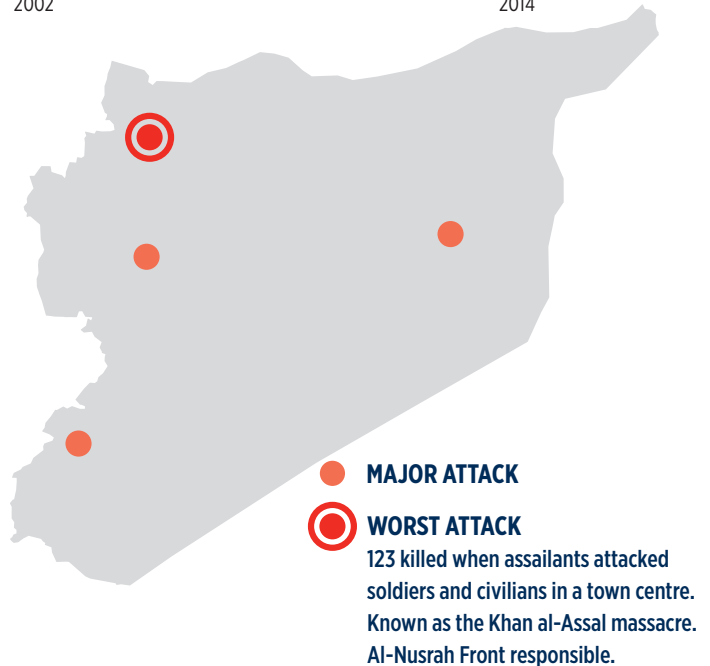 2002 2014
MAJOR ATTACK
WORST ATTACK
123 killed when assailants attacked
soldiers and civilians in a town centre.
Known as the Khan al-Assal massacre.
Al-Nusrah Front responsible.